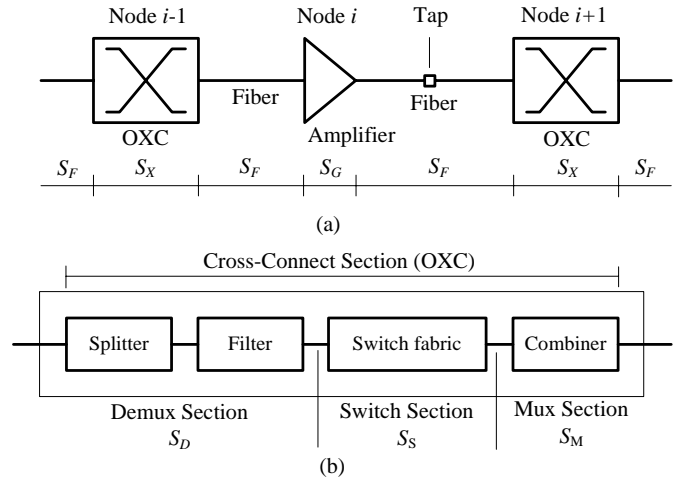 Node i-1 Node i Tap Node i+1
Fiber Fiber
OXC Amplifier OXC
S_F S_X S_F S_G S_F S_X S_F
(a)
Cross-Connect Section (OXC)
Splitter Filter Switch fabric Combiner
Demux Section Switch Section Mux Section
S_D S_S S_M
(b)